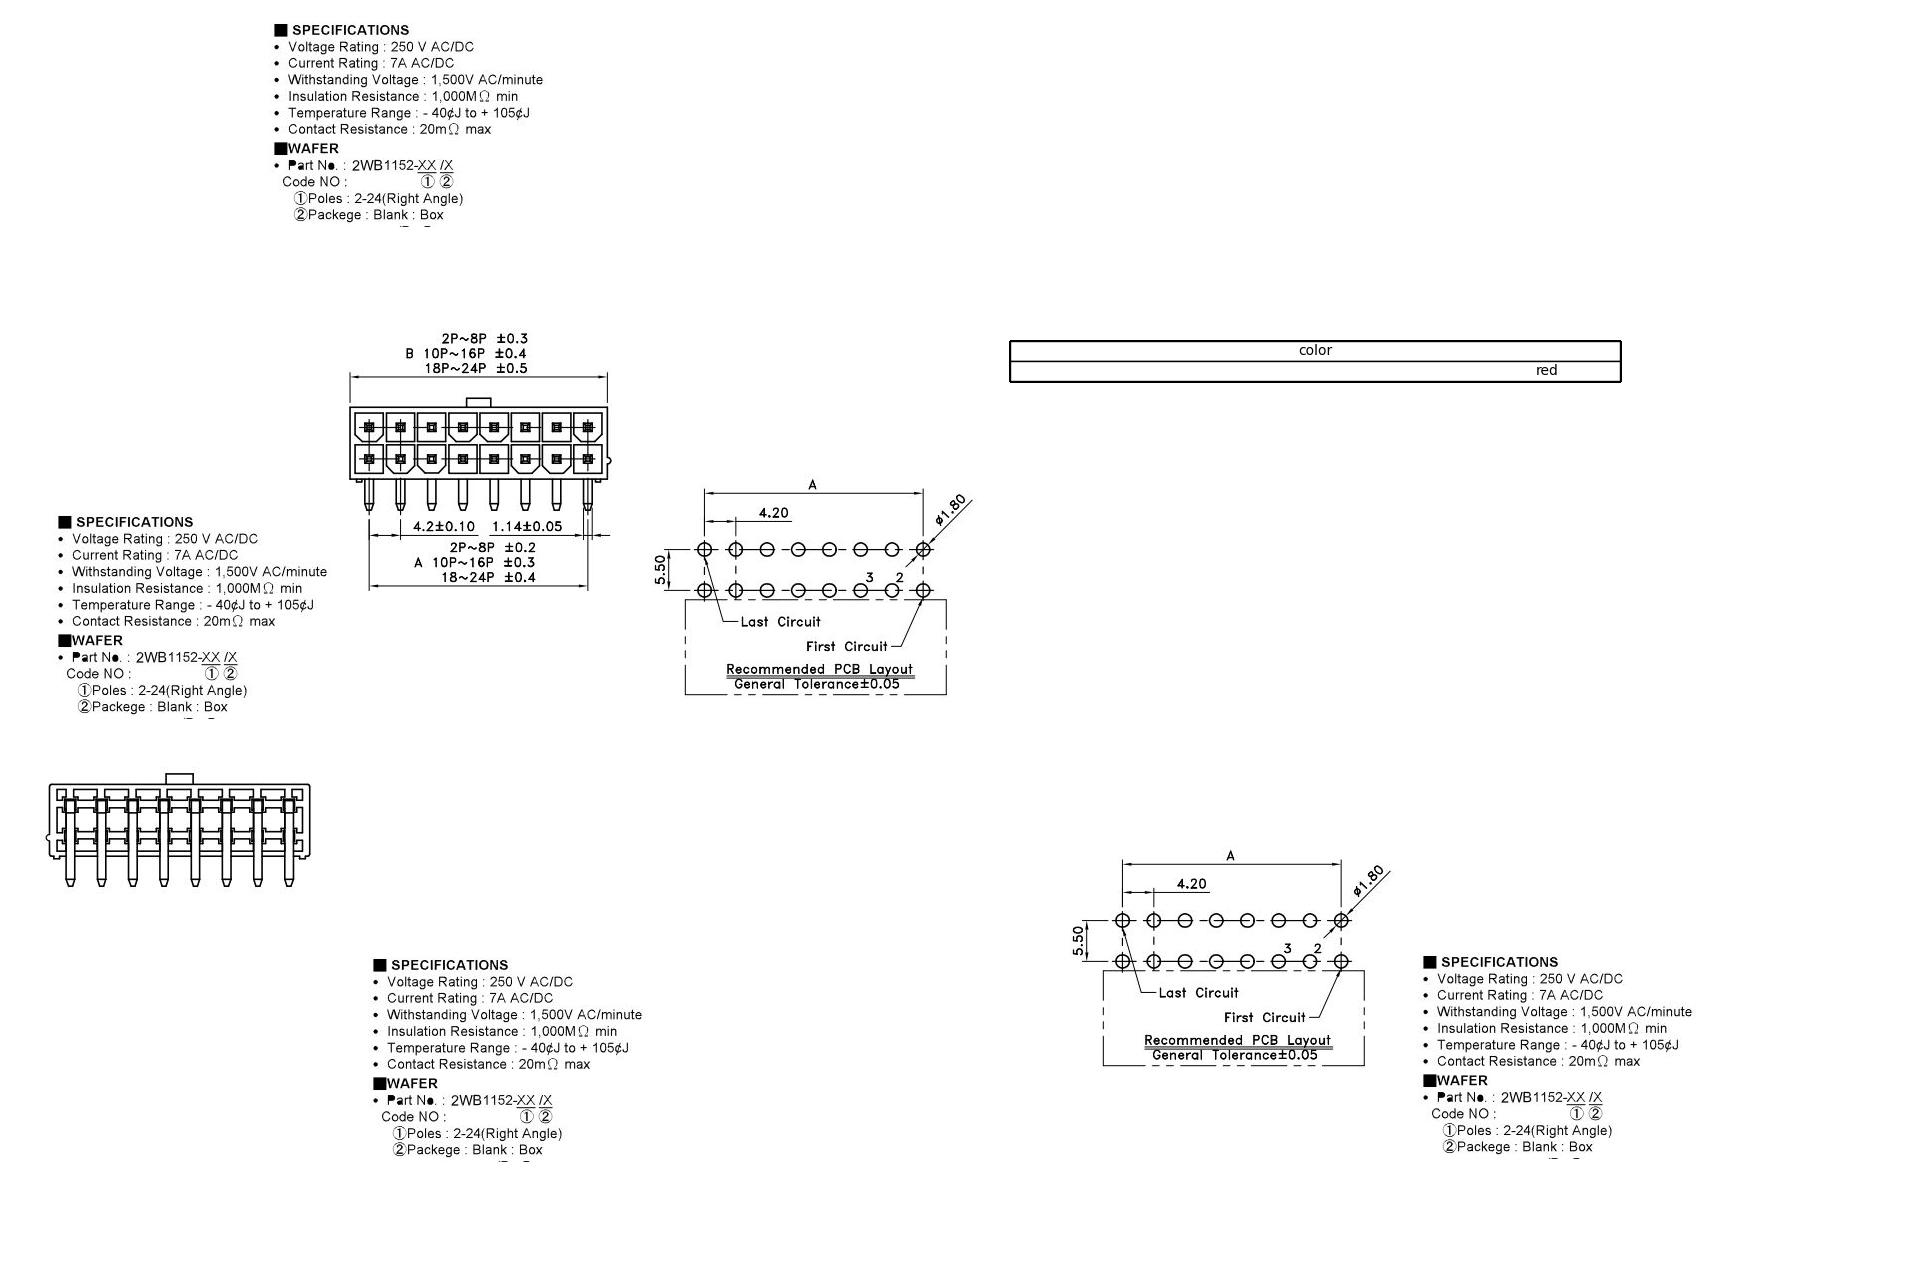 ■ SPECIFICATIONS
• Voltage Rating : 250 V AC/DC
• Current Rating : 7A AC/DC
• Withstanding Voltage : 1,500V AC/minute
• Insulation Resistance : 1,000MΩ min
• Temperature Range : - 40¢J to + 105¢J
• Contact Resistance : 20mΩ max
■WAFER
• Part No. : 2WB1152-XX /X
Code NO : ① ②
①Poles : 2-24(Right Angle)
②Packege : Blank : Box
2P~8P ±0.3
B 10P~16P ±0.4
18P~24P ±0.5
4.2±0.10 1.14±0.05
2P~8P ±0.2
A 10P~16P ±0.3
18~24P ±0.4
color
red
A
4.20
ø1.80
5.50
3 2
Last Circuit
First Circuit
Recommended PCB Layout
General Tolerance±0.05
■ SPECIFICATIONS
• Voltage Rating : 250 V AC/DC
• Current Rating : 7A AC/DC
• Withstanding Voltage : 1,500V AC/minute
• Insulation Resistance : 1,000MΩ min
• Temperature Range : - 40¢J to + 105¢J
• Contact Resistance : 20mΩ max
■WAFER
• Part No. : 2WB1152-XX /X
Code NO : ① ②
①Poles : 2-24(Right Angle)
②Packege : Blank : Box
A
4.20
ø1.80
5.50
3 2
Last Circuit
First Circuit
Recommended PCB Layout
General Tolerance±0.05
■ SPECIFICATIONS
• Voltage Rating : 250 V AC/DC
• Current Rating : 7A AC/DC
• Withstanding Voltage : 1,500V AC/minute
• Insulation Resistance : 1,000MΩ min
• Temperature Range : - 40¢J to + 105¢J
• Contact Resistance : 20mΩ max
■WAFER
• Part No. : 2WB1152-XX /X
Code NO : ① ②
①Poles : 2-24(Right Angle)
②Packege : Blank : Box
■ SPECIFICATIONS
• Voltage Rating : 250 V AC/DC
• Current Rating : 7A AC/DC
• Withstanding Voltage : 1,500V AC/minute
• Insulation Resistance : 1,000MΩ min
• Temperature Range : - 40¢J to + 105¢J
• Contact Resistance : 20mΩ max
■WAFER
• Part No. : 2WB1152-XX /X
Code NO : ① ②
①Poles : 2-24(Right Angle)
②Packege : Blank : Box